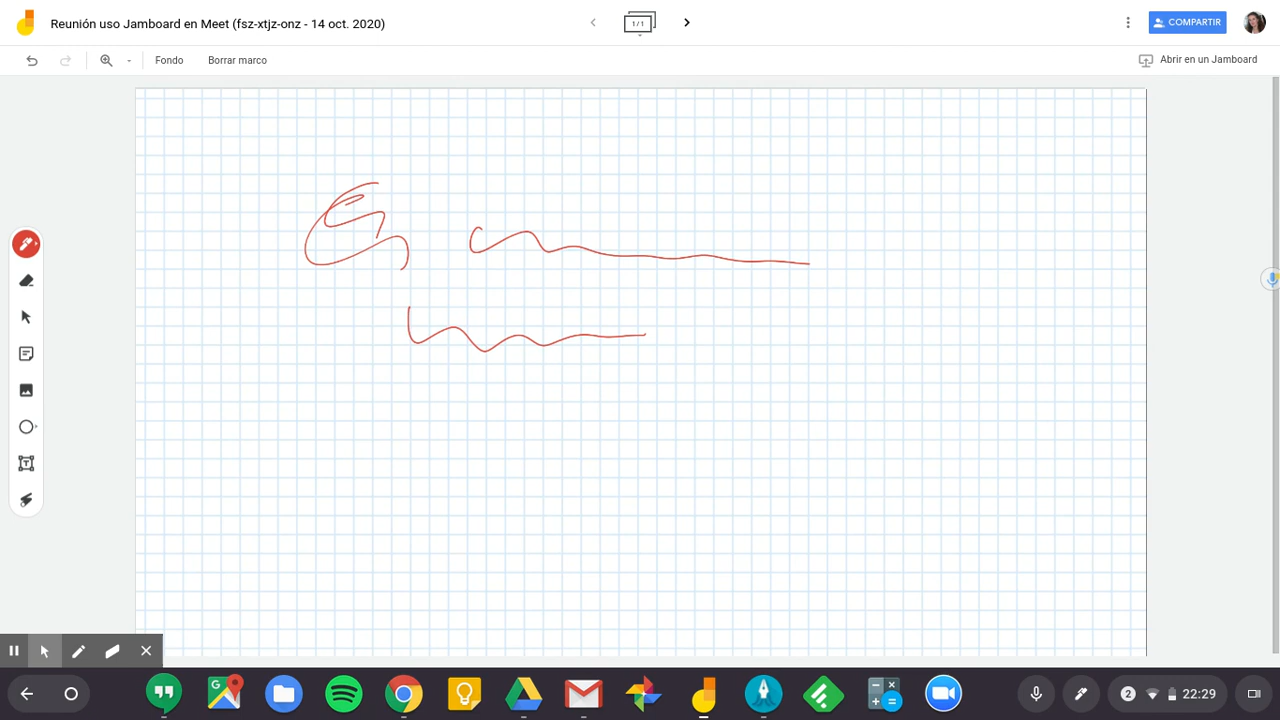 Reunión uso Jamboard en Meet (fsz-xtjz-onz - 14 oct. 2020)
1 / 1
COMPARTIR
Fondo
Borrar marco
Abrir en un Jamboard
2
22:29